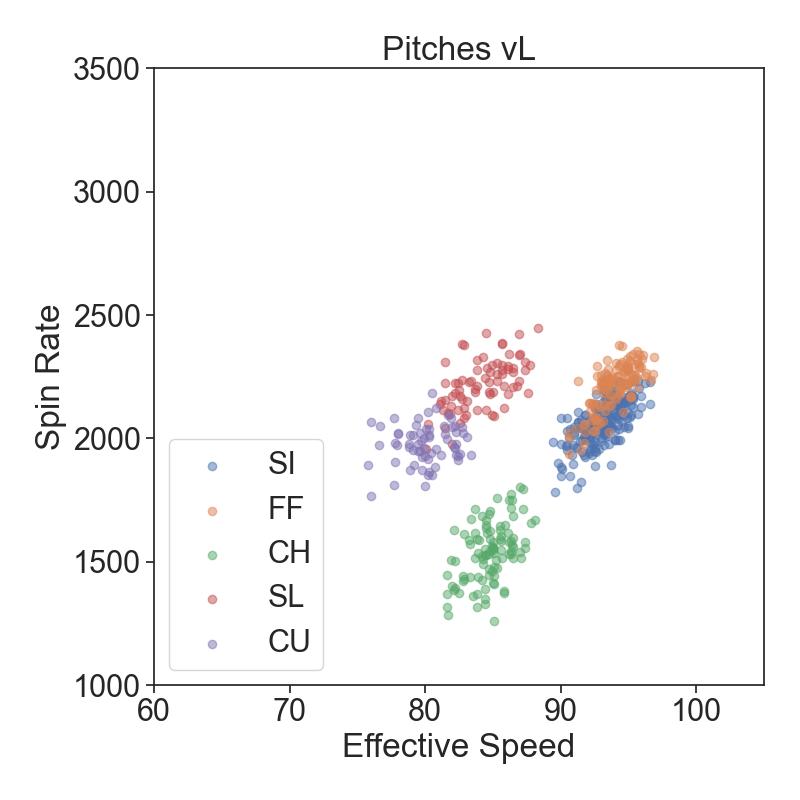 Pitches vL
3500
3000
2500
2000
1500
1000
Spin Rate
SI
FF
CH
SL
CU
60 70 80 90 100
Effective Speed